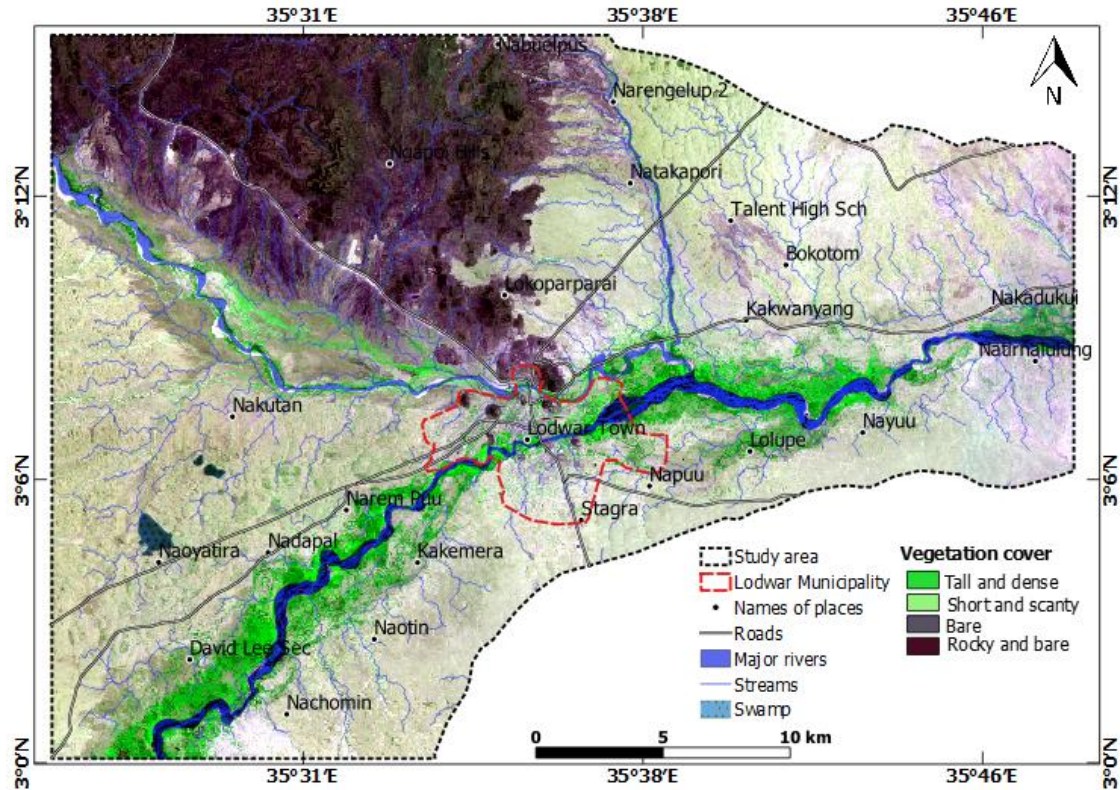 35°31'E 35°38'E 35°46'E
N
Nabuelpus
Narengelup 2
Ngapoi Hills
Natakapori
3°12'N 3°12'N
Talent High Sch
Bokotom
Lokoparparai
Kakwanyang
Nakadukui
Natirnalulung
Nakutan
Lodwar Town
Nayuu
Lolupe
3°6'N 3°6'N
Napuu
Narem Puu
Stagra
Nadapal
Naoyatira
Kakemera
Naotin
David Lee Sec
Nachomin
Study area
Lodwar Municipality
Names of places
Roads
Major rivers
Streams
Swamp
Vegetation cover
Tall and dense
Short and scanty
Bare
Rocky and bare
0 5 10 km
3°0'N 3°0'N
35°31'E 35°38'E 35°46'E